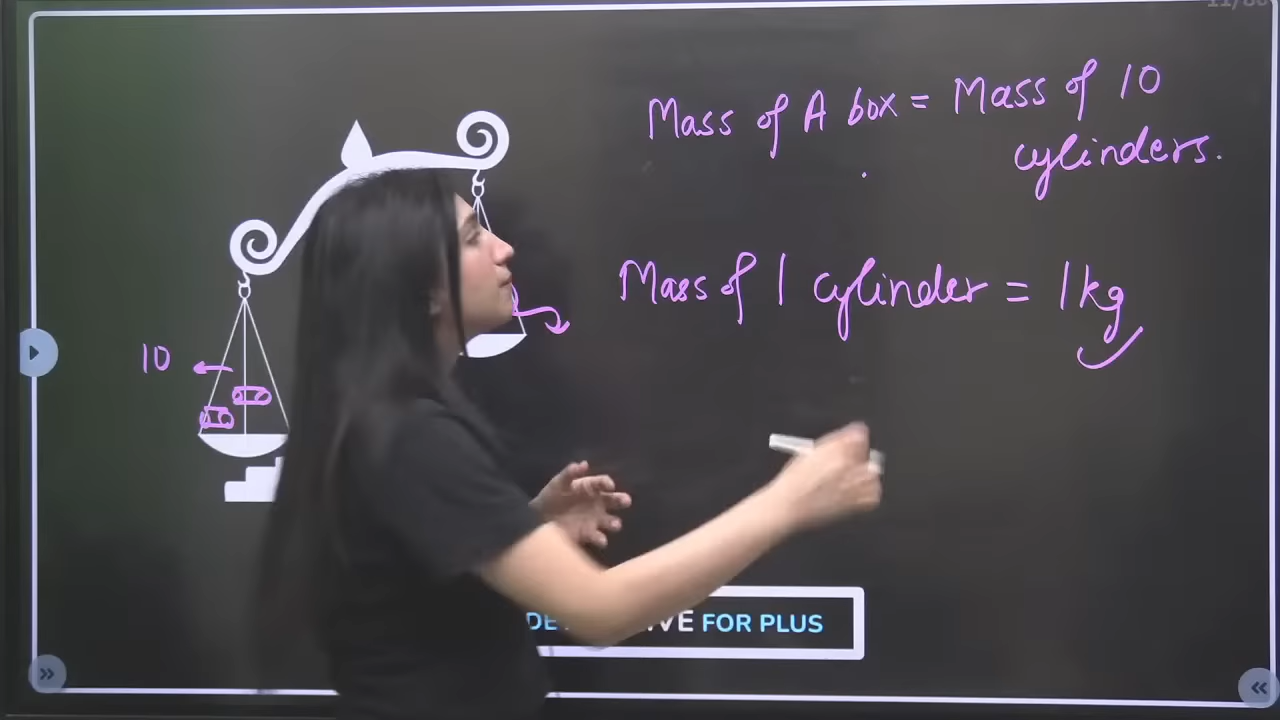 Mass of A box = Mass of 10
cylinders.
Mass of 1 cylinder = 1kg
10
FOR PLUS